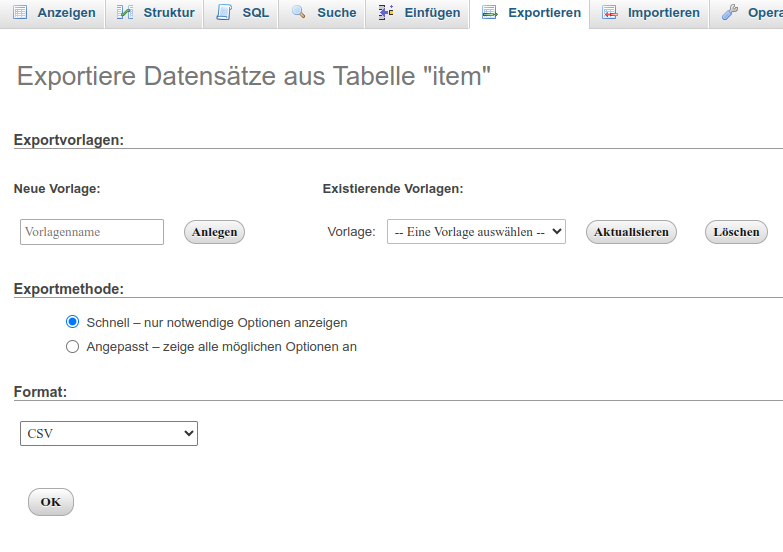 Anzeigen Struktur SQL Suche Einfügen Exportieren Importieren Opera
Exportiere Datensätze aus Tabelle "item"
Exportvorlagen:
Neue Vorlage: Existierende Vorlagen:
Vorlagenname Anlegen Vorlage: -- Eine Vorlage auswählen -- Aktualisieren Löschen
Exportmethode:
Schnell – nur notwendige Optionen anzeigen
Angepasst – zeige alle möglichen Optionen an
Format:
CSV
OK